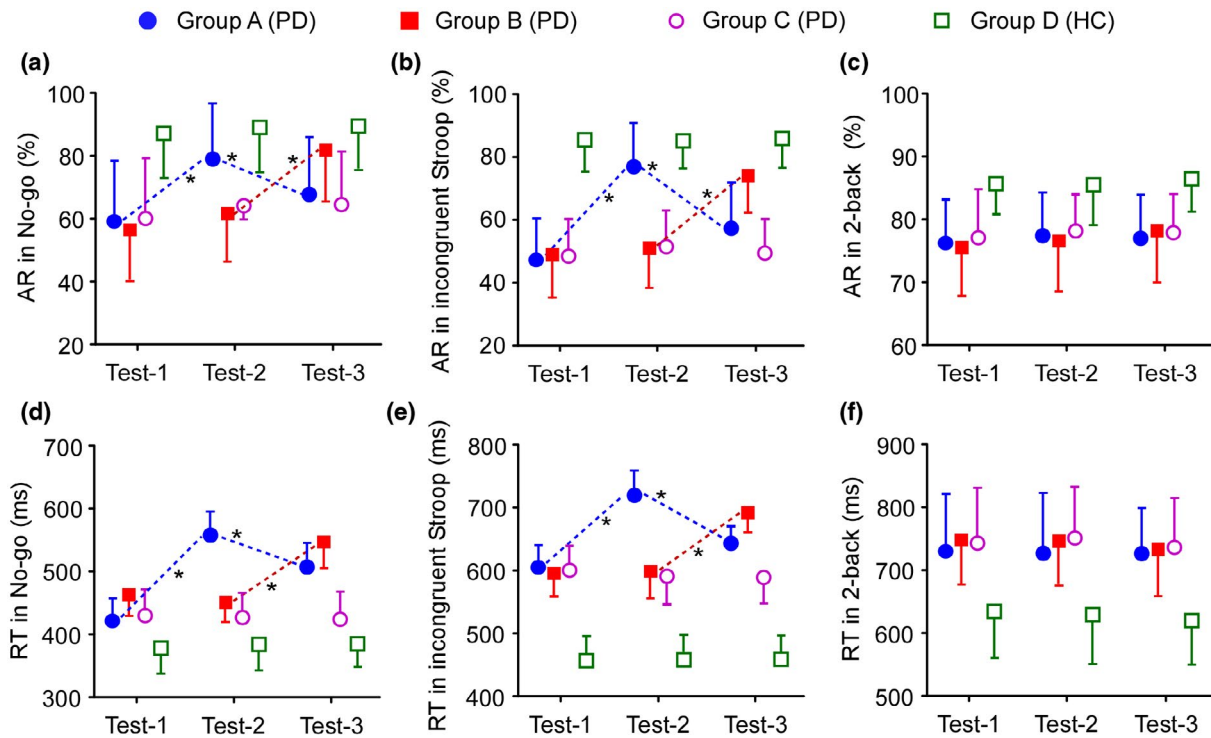 Group A (PD) Group B (PD) Group C (PD) Group D (HC)
(a)
AR in No-go (%)
100
80
60
40
20
* * *
Test-1 Test-2 Test-3
(b)
AR in incongruent Stroop (%)
100
80
60
40
20
* * *
Test-1 Test-2 Test-3
(c)
AR in 2-back (%)
100
90
80
70
60
Test-1 Test-2 Test-3
(d)
RT in No-go (ms)
700
600
500
400
300
* * *
Test-1 Test-2 Test-3
(e)
RT in incongruent Stroop (ms)
800
700
600
500
400
* * *
Test-1 Test-2 Test-3
(f)
RT in 2-back (ms)
900
800
700
600
500
Test-1 Test-2 Test-3